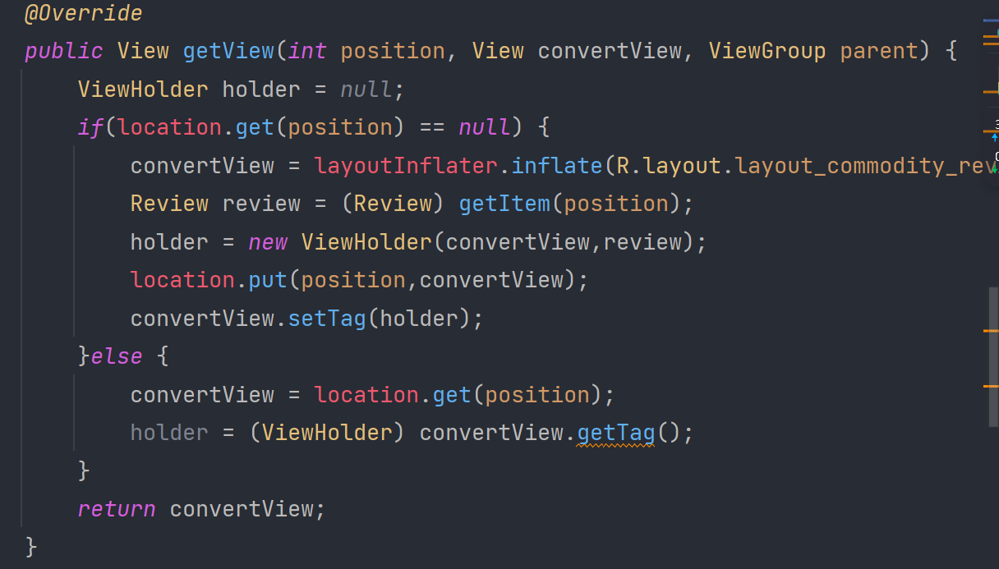 @Override
public View getView(int position, View convertView, ViewGroup parent) {
    ViewHolder holder = null;
    if(location.get(position) == null) {
        convertView = layoutInflater.inflate(R.layout.layout_commodity_rev
        Review review = (Review) getItem(position);
        holder = new ViewHolder(convertView,review);
        location.put(position,convertView);
        convertView.setTag(holder);
    }else {
        convertView = location.get(position);
        holder = (ViewHolder) convertView.getTag();
    }
    return convertView;
}